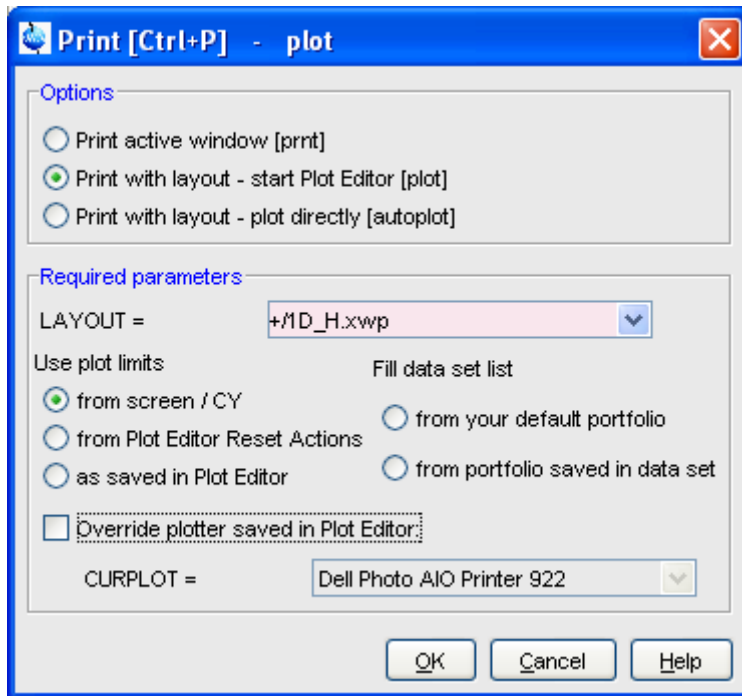 Print [Ctrl+P] - plot
Options
Print active window [prnt]
Print with layout - start Plot Editor [plot]
Print with layout - plot directly [autoplot]
Required parameters
LAYOUT = +/1D_H.xwp
Use plot limits
from screen / CY
from Plot Editor Reset Actions
as saved in Plot Editor
Fill data set list
from your default portfolio
from portfolio saved in data set
Override plotter saved in Plot Editor:
CURPLOT = Dell Photo AIO Printer 922
OK Cancel Help